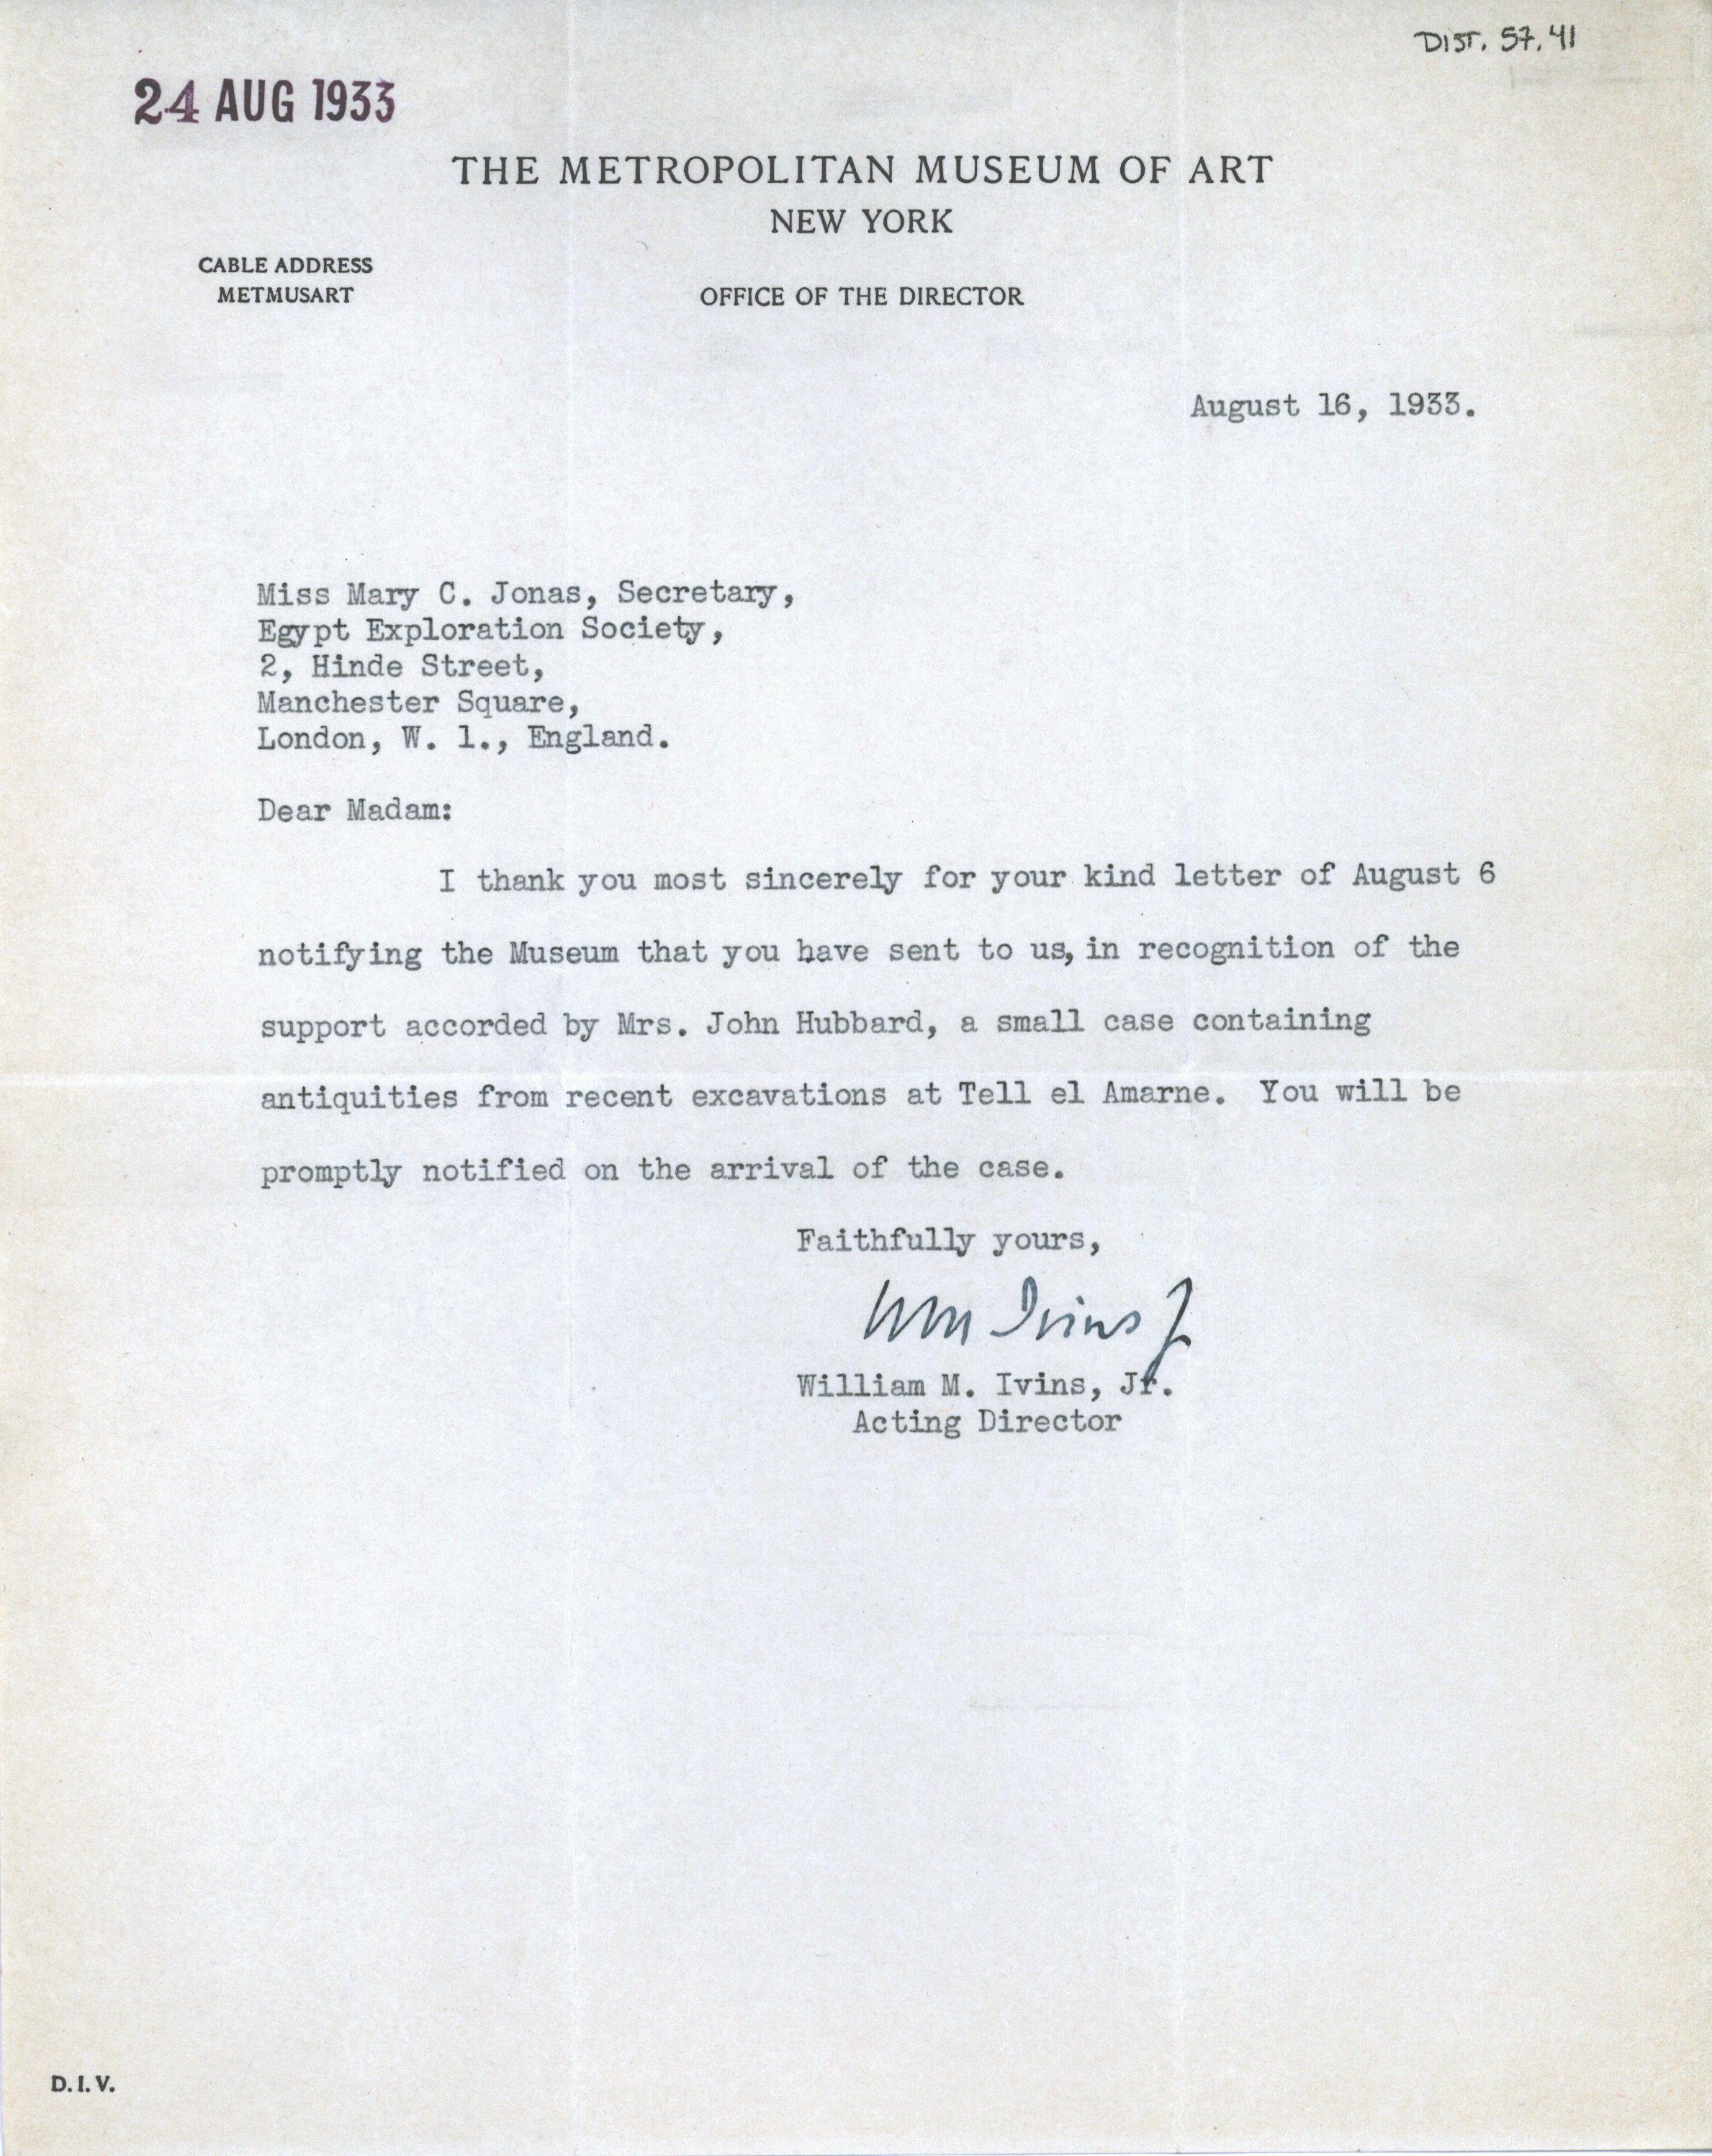 DIST. 57.41
24 AUG 1933
THE METROPOLITAN MUSEUM OF ART
NEW YORK
CABLE ADDRESS
METMUSART
OFFICE OF THE DIRECTOR
August 16, 1933.
Miss Mary C. Jonas, Secretary,
Egypt Exploration Society,
2, Hinde Street,
Manchester Square,
London, W. 1., England.
Dear Madam:
I thank you most sincerely for your kind letter of August 6
notifying the Museum that you have sent to us, in recognition of the
support accorded by Mrs. John Hubbard, a small case containing
antiquities from recent excavations at Tell el Amarne. You will be
promptly notified on the arrival of the case.
Faithfully yours,
Wm Ivins Jr
William M. Ivins, Jr.
Acting Director
D.I.V.